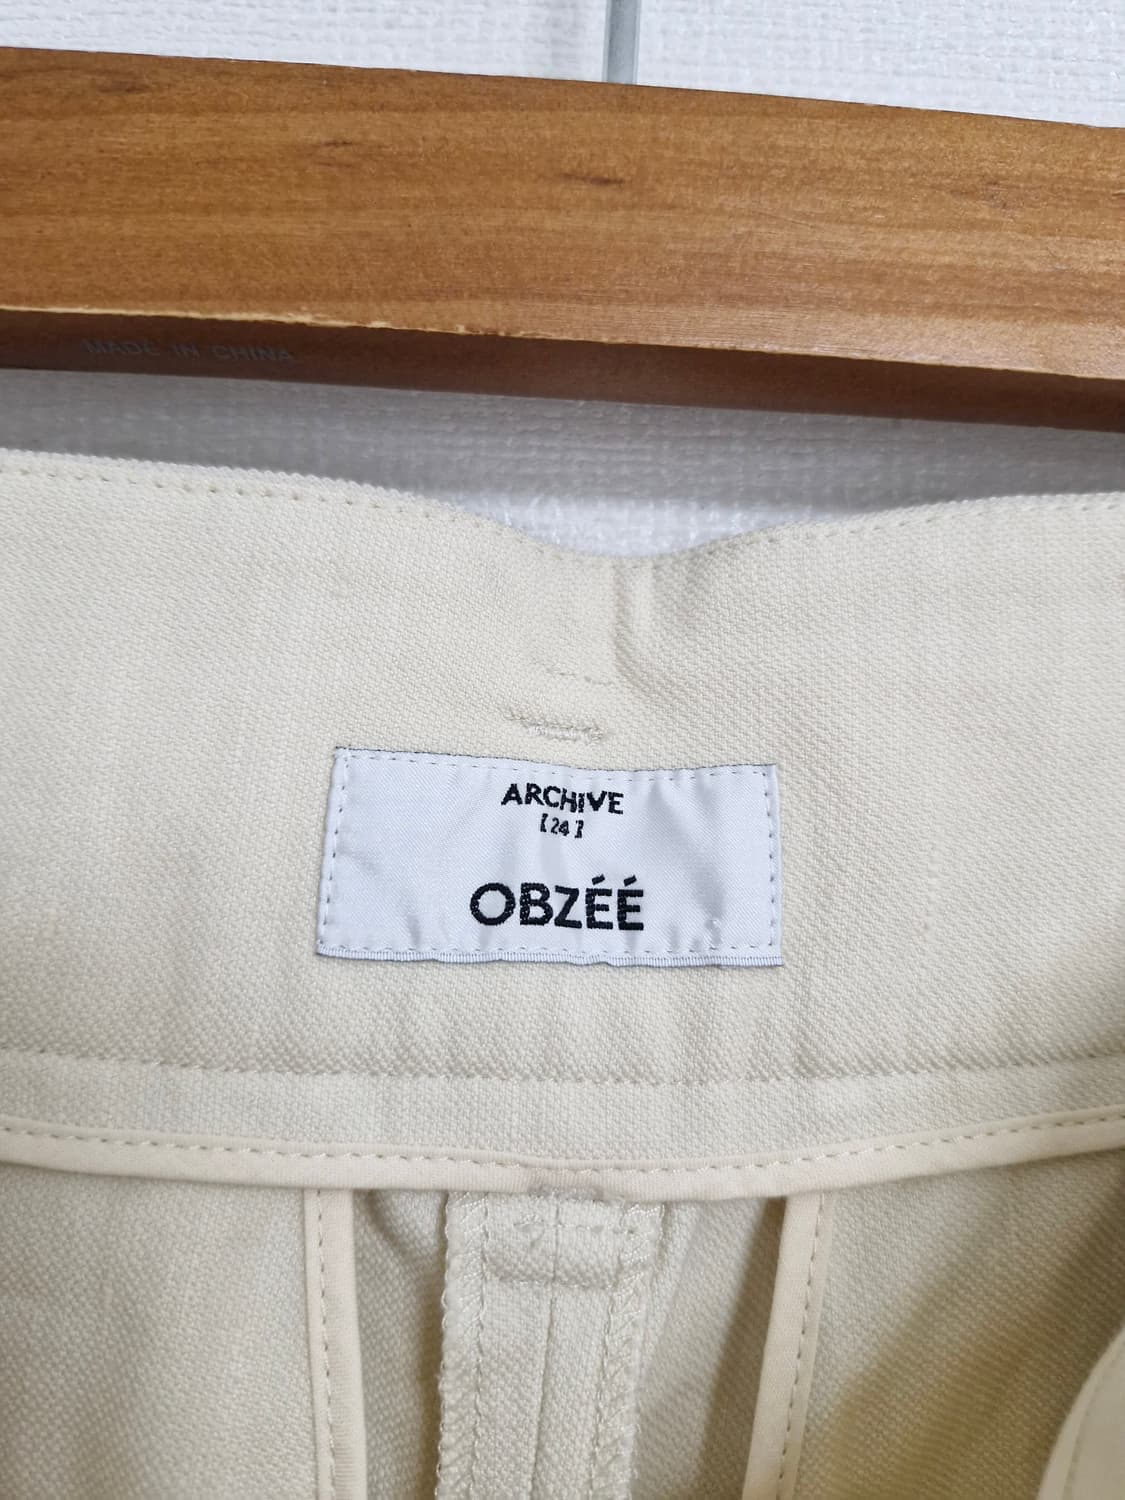 MADE IN CHINA
ARCHIVE
[24]
OBZÉÉ